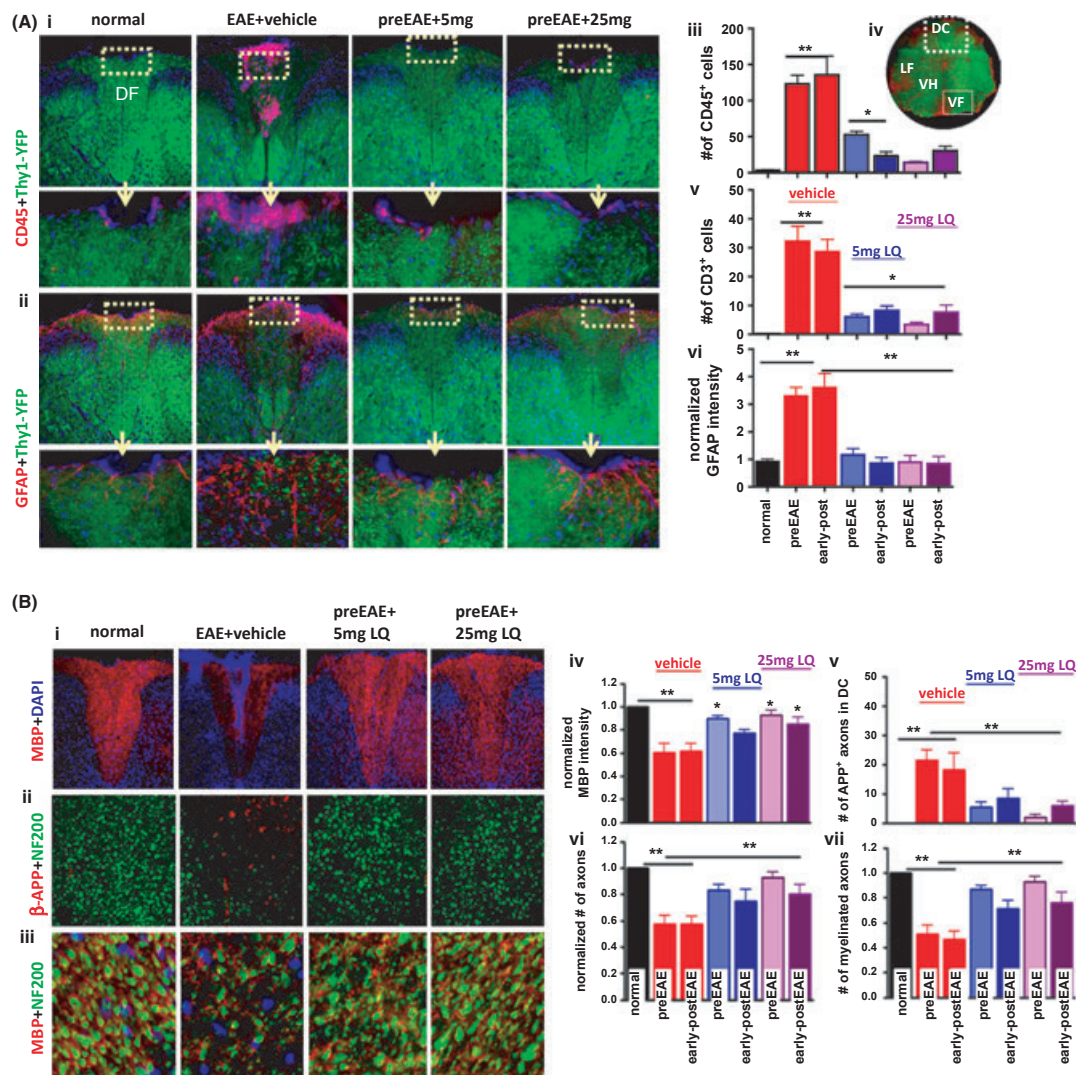 (A)
i
normal
EAE+vehicle
preEAE+5mg
preEAE+25mg
DF
CD45+Thy1-YFP
ii
GFAP+Thy1-YFP
iii
# of CD45+ cells
200
150
100
50
0
**
*
iv
DC
LF
VH
VF
v
vehicle
25mg LQ
5mg LQ
# of CD3+ cells
50
40
30
20
10
0
**
*
vi
normalized
GFAP intensity
5
4
3
2
1
0
**
**
normal
preEAE
early-post
preEAE
early-post
preEAE
early-post
(B)
i
normal
EAE+vehicle
preEAE+
5mg LQ
preEAE+
25mg LQ
MBP+DAPI
ii
β-APP+NF200
iii
MBP+NF200
iv
vehicle
5mg LQ
25mg LQ
normalized
MBP intensity
1.2
1.0
0.8
0.6
0.4
0.2
0.0
**
*
*
*
v
vehicle
5mg LQ
25mg LQ
# of APP+ axons in DC
40
30
20
10
0
**
**
vi
normalized # of axons
1.2
1.0
0.8
0.6
0.4
0.2
0.0
**
**
normal
preEAE
early-postEAE
preEAE
early-postEAE
preEAE
early-postEAE
vii
# of myelinated axons
1.2
1.0
0.8
0.6
0.4
0.2
0.0
**
**
normal
preEAE
early-postEAE
preEAE
early-postEAE
preEAE
early-postEAE